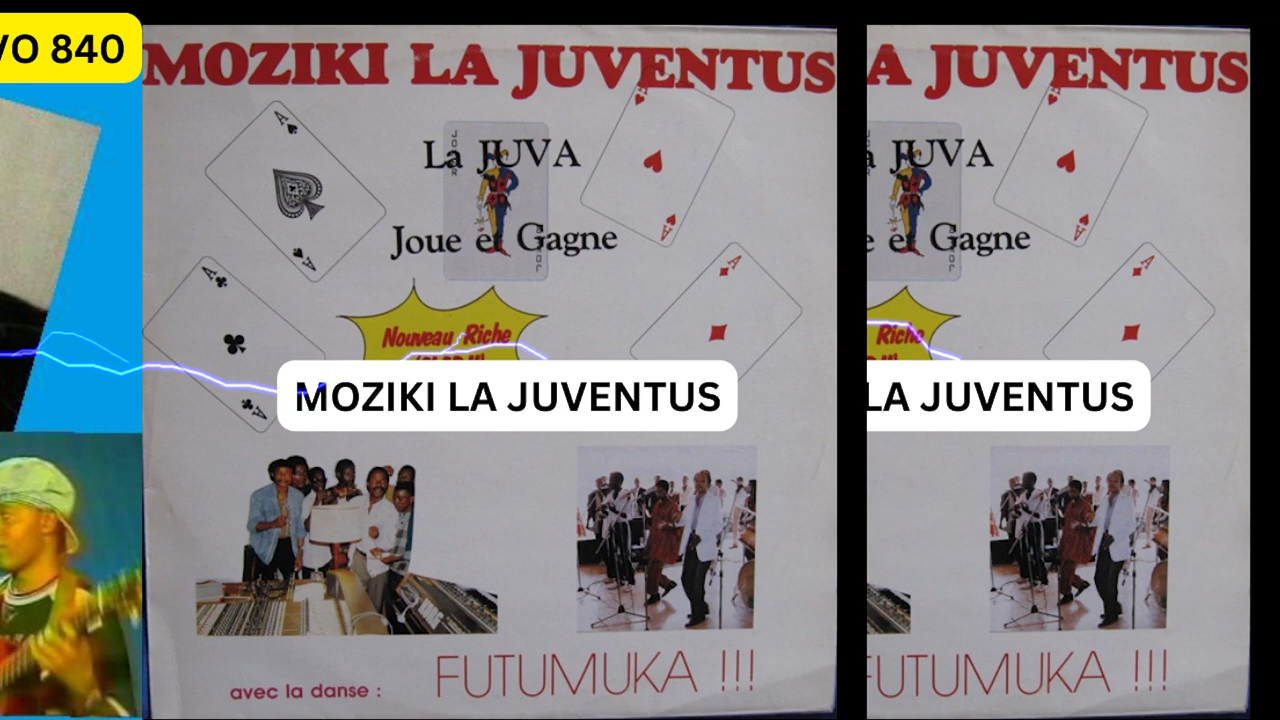 VO 840
MOZIKI LA JUVENTUS
LA JUVENTUS
La JUVA
JUVA
Joue et Gagne
et Gagne
Nouveau Riche
Riche
MOZIKI LA JUVENTUS
LA JUVENTUS
avec la danse : FUTUMUKA !!!
FUTUMUKA !!!